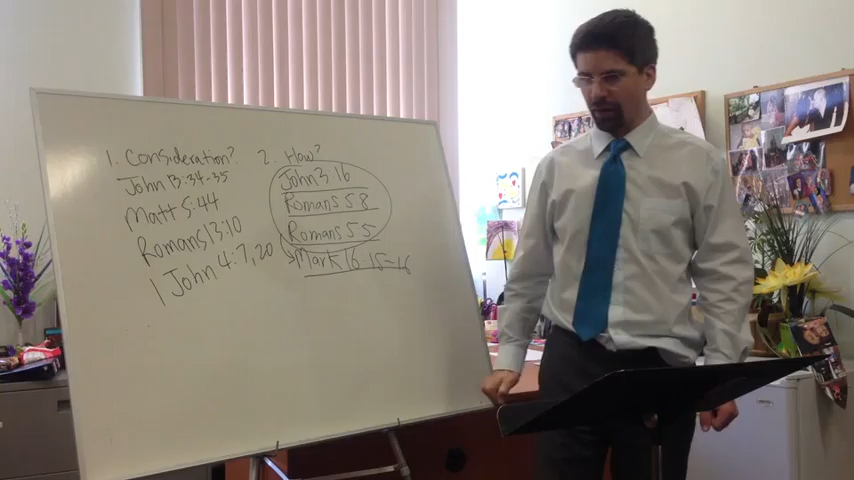 1. Consideration?
John 13:34-35
Matt 5:44
Romans 13:10
1 John 4:7,20
2. How?
John 3:16
Romans 5 8
Romans 5 5
Mark 16 15-16